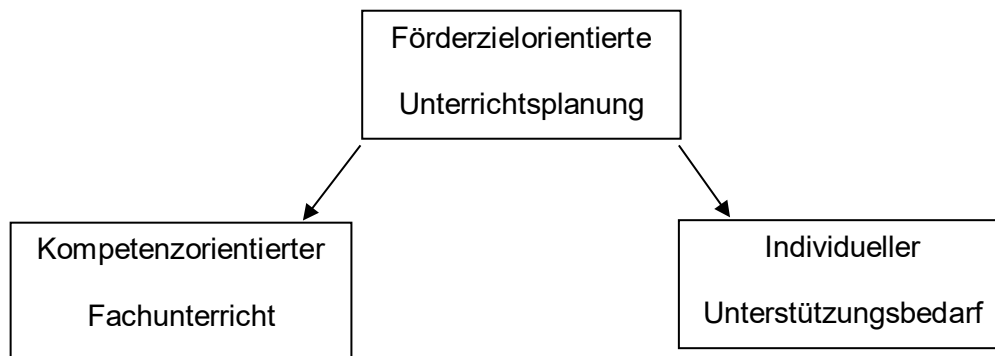 Förderzielorientierte
Unterrichtsplanung
Kompetenzorientierter
Fachunterricht
Individueller
Unterstützungsbedarf